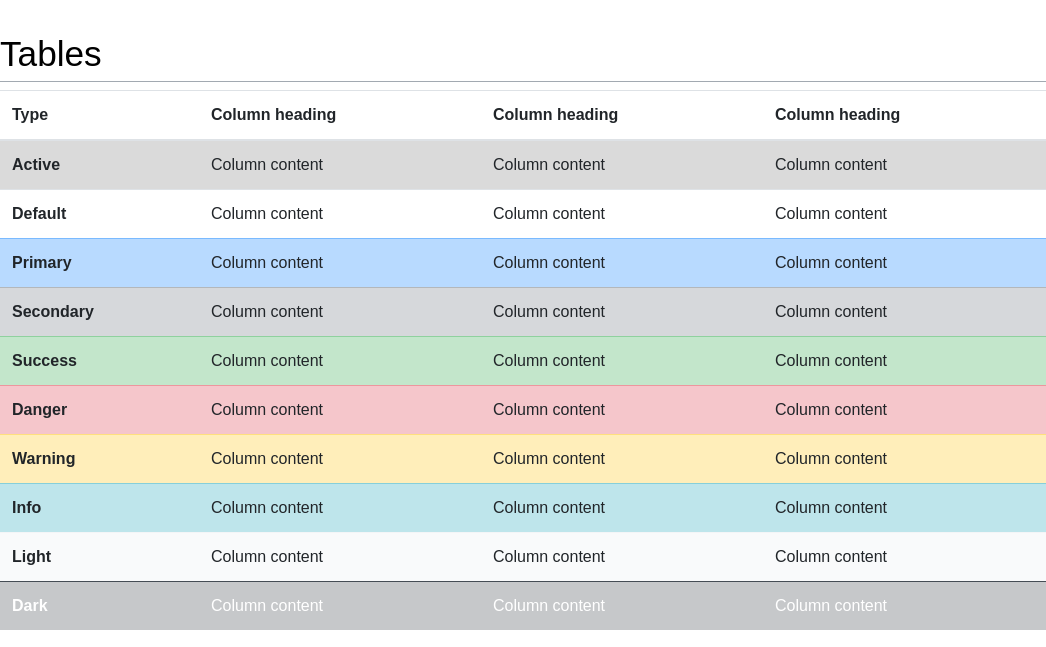 Tables
Type Column heading Column heading Column heading
Active Column content Column content Column content
Default Column content Column content Column content
Primary Column content Column content Column content
Secondary Column content Column content Column content
Success Column content Column content Column content
Danger Column content Column content Column content
Warning Column content Column content Column content
Info Column content Column content Column content
Light Column content Column content Column content
Dark Column content Column content Column content